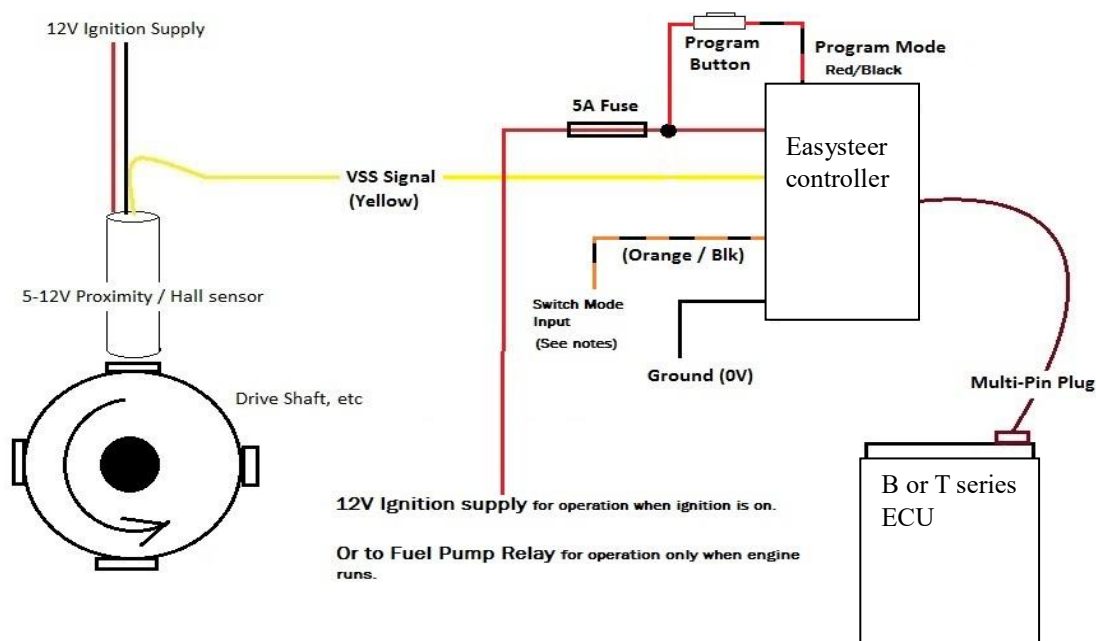 12V Ignition Supply
Program
Button
Program Mode
Red/Black
5A Fuse
Easysteer
controller
VSS Signal
(Yellow)
(Orange / Blk)
5-12V Proximity / Hall sensor
Switch Mode
Input
(See notes)
Ground (0V)
Multi-Pin Plug
Drive Shaft, etc
B or T series
ECU
12V Ignition supply for operation when ignition is on.
Or to Fuel Pump Relay for operation only when engine
runs.